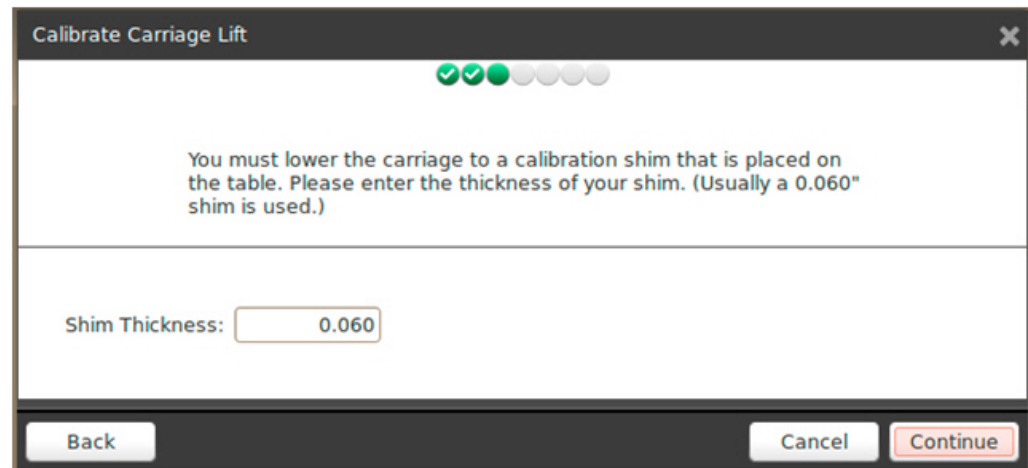 Calibrate Carriage Lift
You must lower the carriage to a calibration shim that is placed on
the table. Please enter the thickness of your shim. (Usually a 0.060"
shim is used.)
Shim Thickness: 0.060
Back Cancel Continue